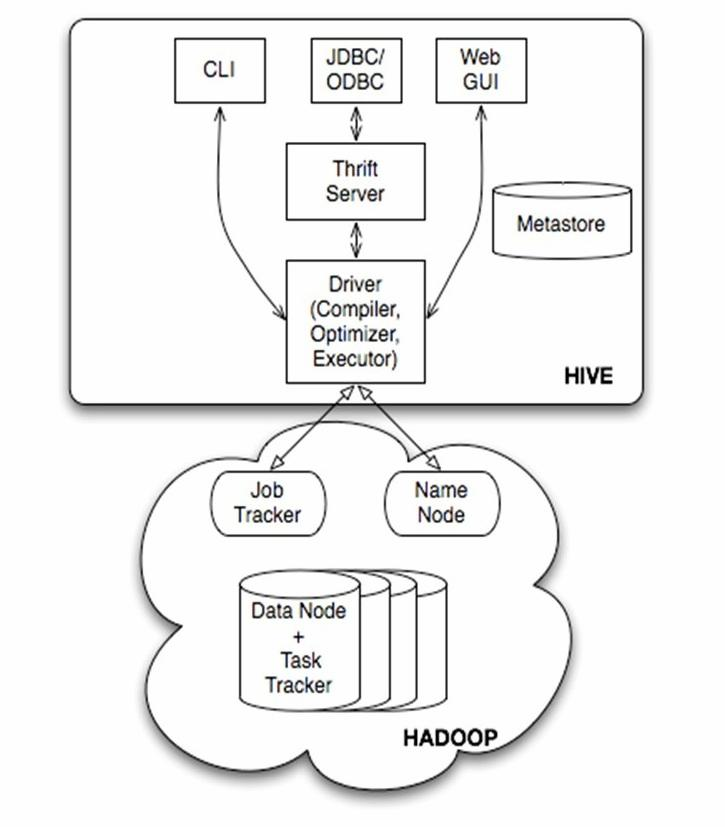 CLI
JDBC/
ODBC
Web
GUI
Thrift
Server
Metastore
Driver
(Compiler,
Optimizer,
Executor)
HIVE
Job
Tracker
Name
Node
Data Node
+
Task
Tracker
HADOOP